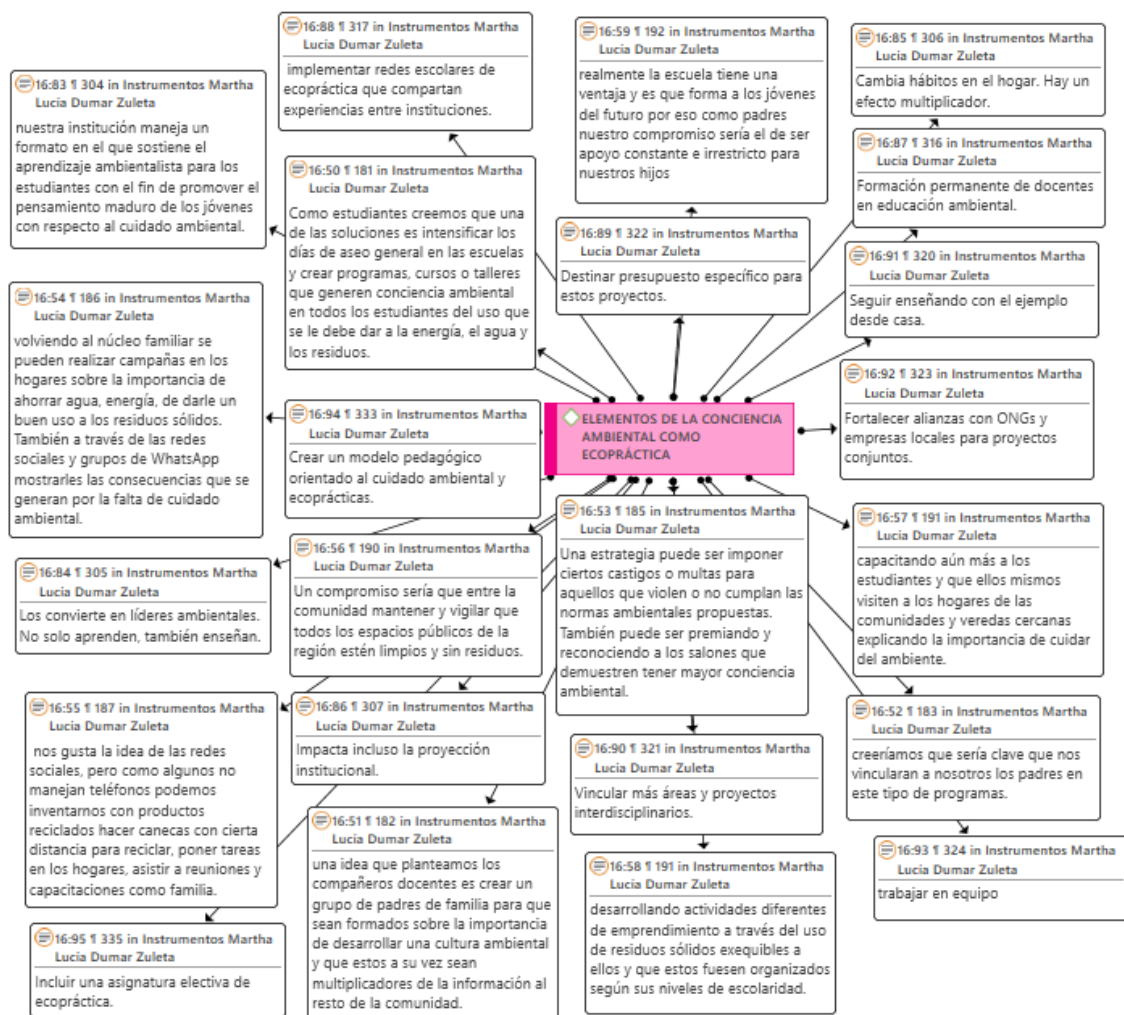 16:88 ¶ 317 in Instrumentos Martha
Lucia Dumar Zuleta
implementar redes escolares de
ecopráctica que compartan
experiencias entre instituciones.
16:59 ¶ 192 in Instrumentos Martha
Lucia Dumar Zuleta
realmente la escuela tiene una
ventaja y es que forma a los jóvenes
del futuro por eso como padres
nuestro compromiso sería el de ser
apoyo constante e irrestricto para
nuestros hijos
16:85 ¶ 306 in Instrumentos Martha
Lucia Dumar Zuleta
Cambia hábitos en el hogar. Hay un
efecto multiplicador.
16:83 ¶ 304 in Instrumentos Martha
Lucia Dumar Zuleta
nuestra institución maneja un
formato en el que sostiene el
aprendizaje ambientalista para los
estudiantes con el fin de promover el
pensamiento maduro de los jóvenes
con respecto al cuidado ambiental.
16:50 ¶ 181 in Instrumentos Martha
Lucia Dumar Zuleta
Como estudiantes creemos que una
de las soluciones es intensificar los
días de aseo general en las escuelas
y crear programas, cursos o talleres
que generen conciencia ambiental
en todos los estudiantes del uso que
se le debe dar a la energía, el agua y
los residuos.
16:87 ¶ 316 in Instrumentos Martha
Lucia Dumar Zuleta
Formación permanente de docentes
en educación ambiental.
16:89 ¶ 322 in Instrumentos Martha
Lucia Dumar Zuleta
Destinar presupuesto específico para
estos proyectos.
16:91 ¶ 320 in Instrumentos Martha
Lucia Dumar Zuleta
Seguir enseñando con el ejemplo
desde casa.
16:54 ¶ 186 in Instrumentos Martha
Lucia Dumar Zuleta
volviendo al núcleo familiar se
pueden realizar campañas en los
hogares sobre la importancia de
ahorrar agua, energía, de darle un
buen uso a los residuos sólidos.
También a través de las redes
sociales y grupos de WhatsApp
mostrarles las consecuencias que se
generan por la falta de cuidado
ambiental.
16:92 ¶ 323 in Instrumentos Martha
Lucia Dumar Zuleta
Fortalecer alianzas con ONGs y
empresas locales para proyectos
conjuntos.
16:94 ¶ 333 in Instrumentos Martha
Lucia Dumar Zuleta
Crear un modelo pedagógico
orientado al cuidado ambiental y
ecoprácticas.
ELEMENTOS DE LA CONCIENCIA
AMBIENTAL COMO
ECOPRÁCTICA
16:53 ¶ 185 in Instrumentos Martha
Lucia Dumar Zuleta
Una estrategia puede ser imponer
ciertos castigos o multas para
aquellos que violen o no cumplan las
normas ambientales propuestas.
También puede ser premiando y
reconociendo a los salones que
demuestren tener mayor conciencia
ambiental.
16:57 ¶ 191 in Instrumentos Martha
Lucia Dumar Zuleta
capacitando aún más a los
estudiantes y que ellos mismos
visiten a los hogares de las
comunidades y veredas cercanas
explicando la importancia de cuidar
del ambiente.
16:56 ¶ 190 in Instrumentos Martha
Lucia Dumar Zuleta
Un compromiso sería que entre la
comunidad mantener y vigilar que
todos los espacios públicos de la
región estén limpios y sin residuos.
16:84 ¶ 305 in Instrumentos Martha
Lucia Dumar Zuleta
Los convierte en líderes ambientales.
No solo aprenden, también enseñan.
16:55 ¶ 187 in Instrumentos Martha
Lucia Dumar Zuleta
nos gusta la idea de las redes
sociales, pero como algunos no
manejan teléfonos podemos
inventarnos con productos
reciclados hacer canecas con cierta
distancia para reciclar, poner tareas
en los hogares, asistir a reuniones y
capacitaciones como familia.
16:86 ¶ 307 in Instrumentos Martha
Lucia Dumar Zuleta
Impacta incluso la proyección
institucional.
16:52 ¶ 183 in Instrumentos Martha
Lucia Dumar Zuleta
creeríamos que sería clave que nos
vincularan a nosotros los padres en
este tipo de programas.
16:90 ¶ 321 in Instrumentos Martha
Lucia Dumar Zuleta
Vincular más áreas y proyectos
interdisciplinarios.
16:51 ¶ 182 in Instrumentos Martha
Lucia Dumar Zuleta
una idea que planteamos los
compañeros docentes es crear un
grupo de padres de familia para que
sean formados sobre la importancia
de desarrollar una cultura ambiental
y que estos a su vez sean
multiplicadores de la información al
resto de la comunidad.
16:93 ¶ 324 in Instrumentos Martha
Lucia Dumar Zuleta
trabajar en equipo
16:58 ¶ 191 in Instrumentos Martha
Lucia Dumar Zuleta
desarrollando actividades diferentes
de emprendimiento a través del uso
de residuos sólidos exequibles a
ellos y que estos fuesen organizados
según sus niveles de escolaridad.
16:95 ¶ 335 in Instrumentos Martha
Lucia Dumar Zuleta
Incluir una asignatura electiva de
ecopráctica.